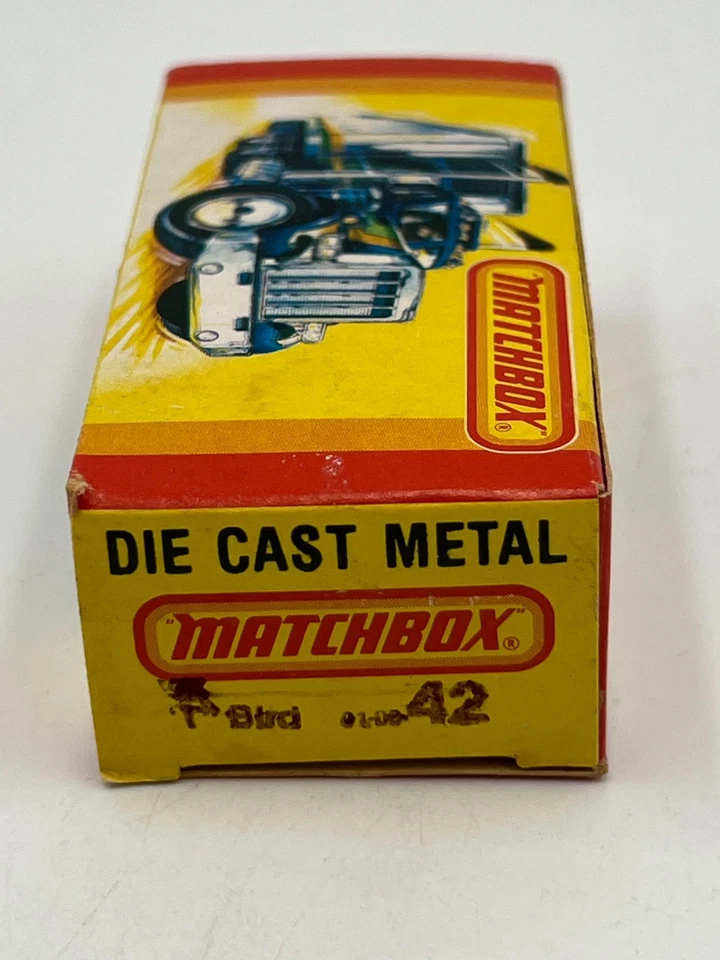 "MATCHBOX"®
DIE CAST METAL
"MATCHBOX"®
'T' Bird 42